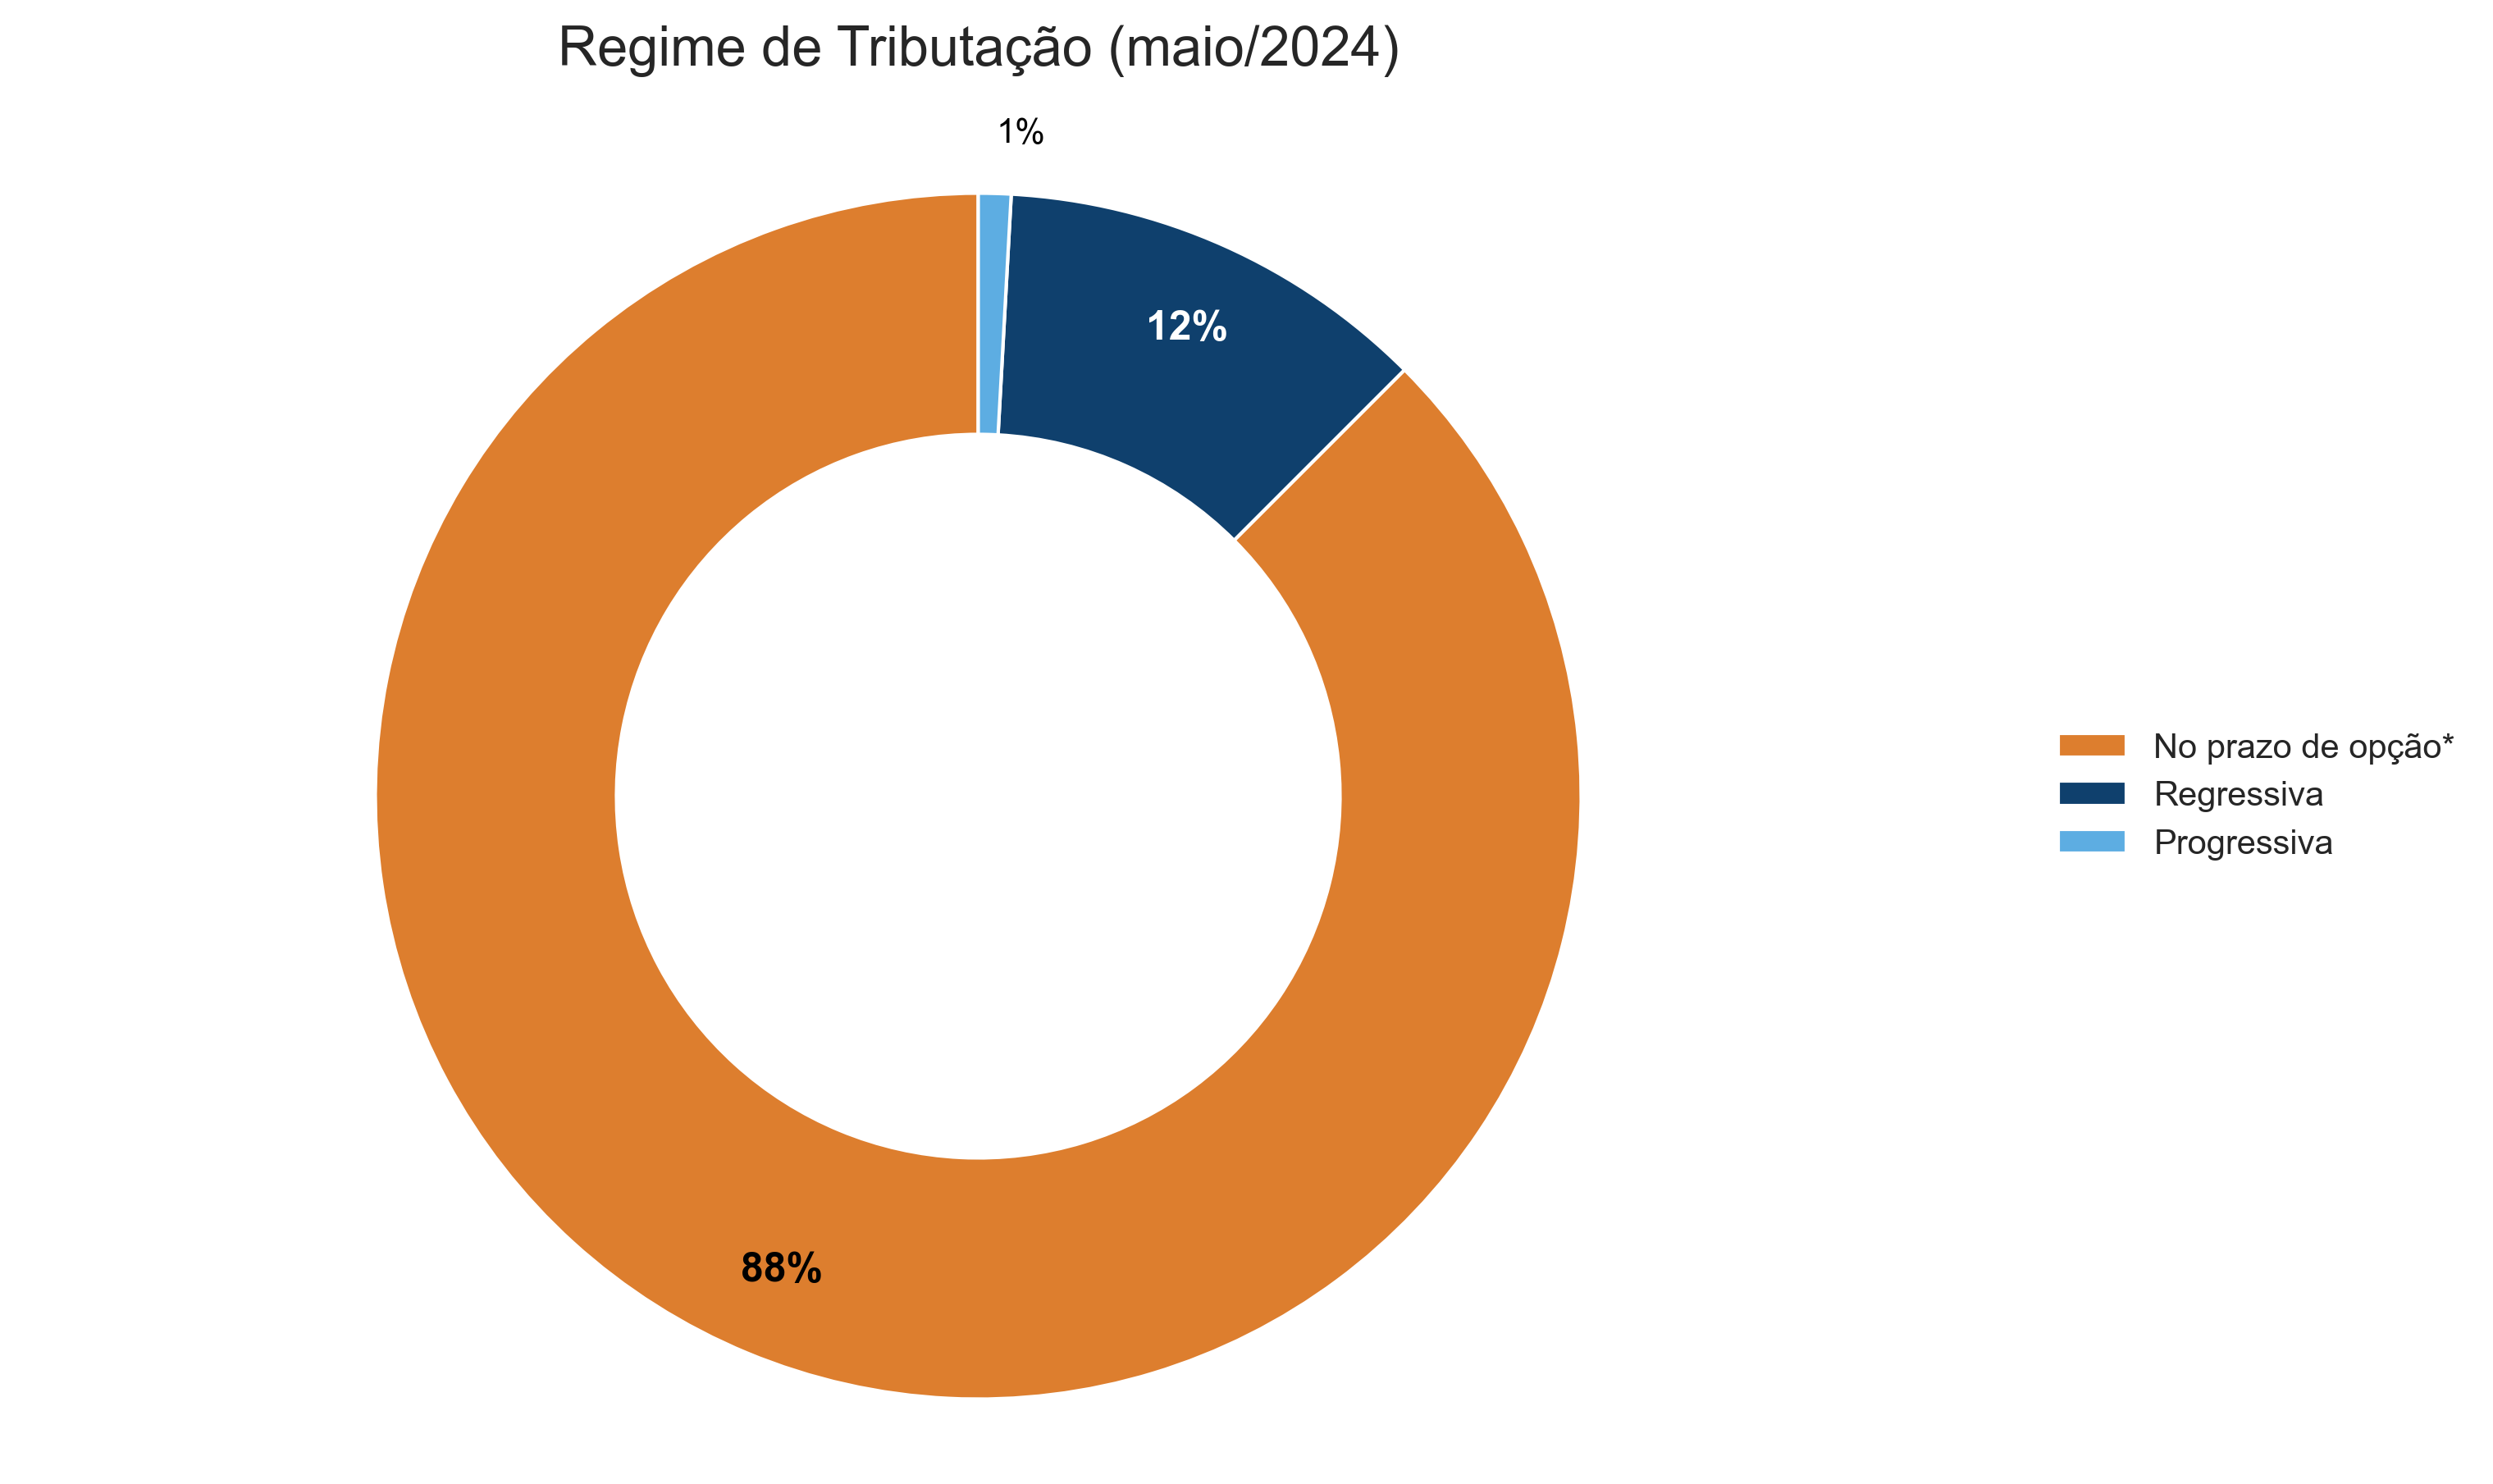 Regime de Tributação (maio/2024)
1%
12%
No prazo de opção*
Regressiva
Progressiva
88%